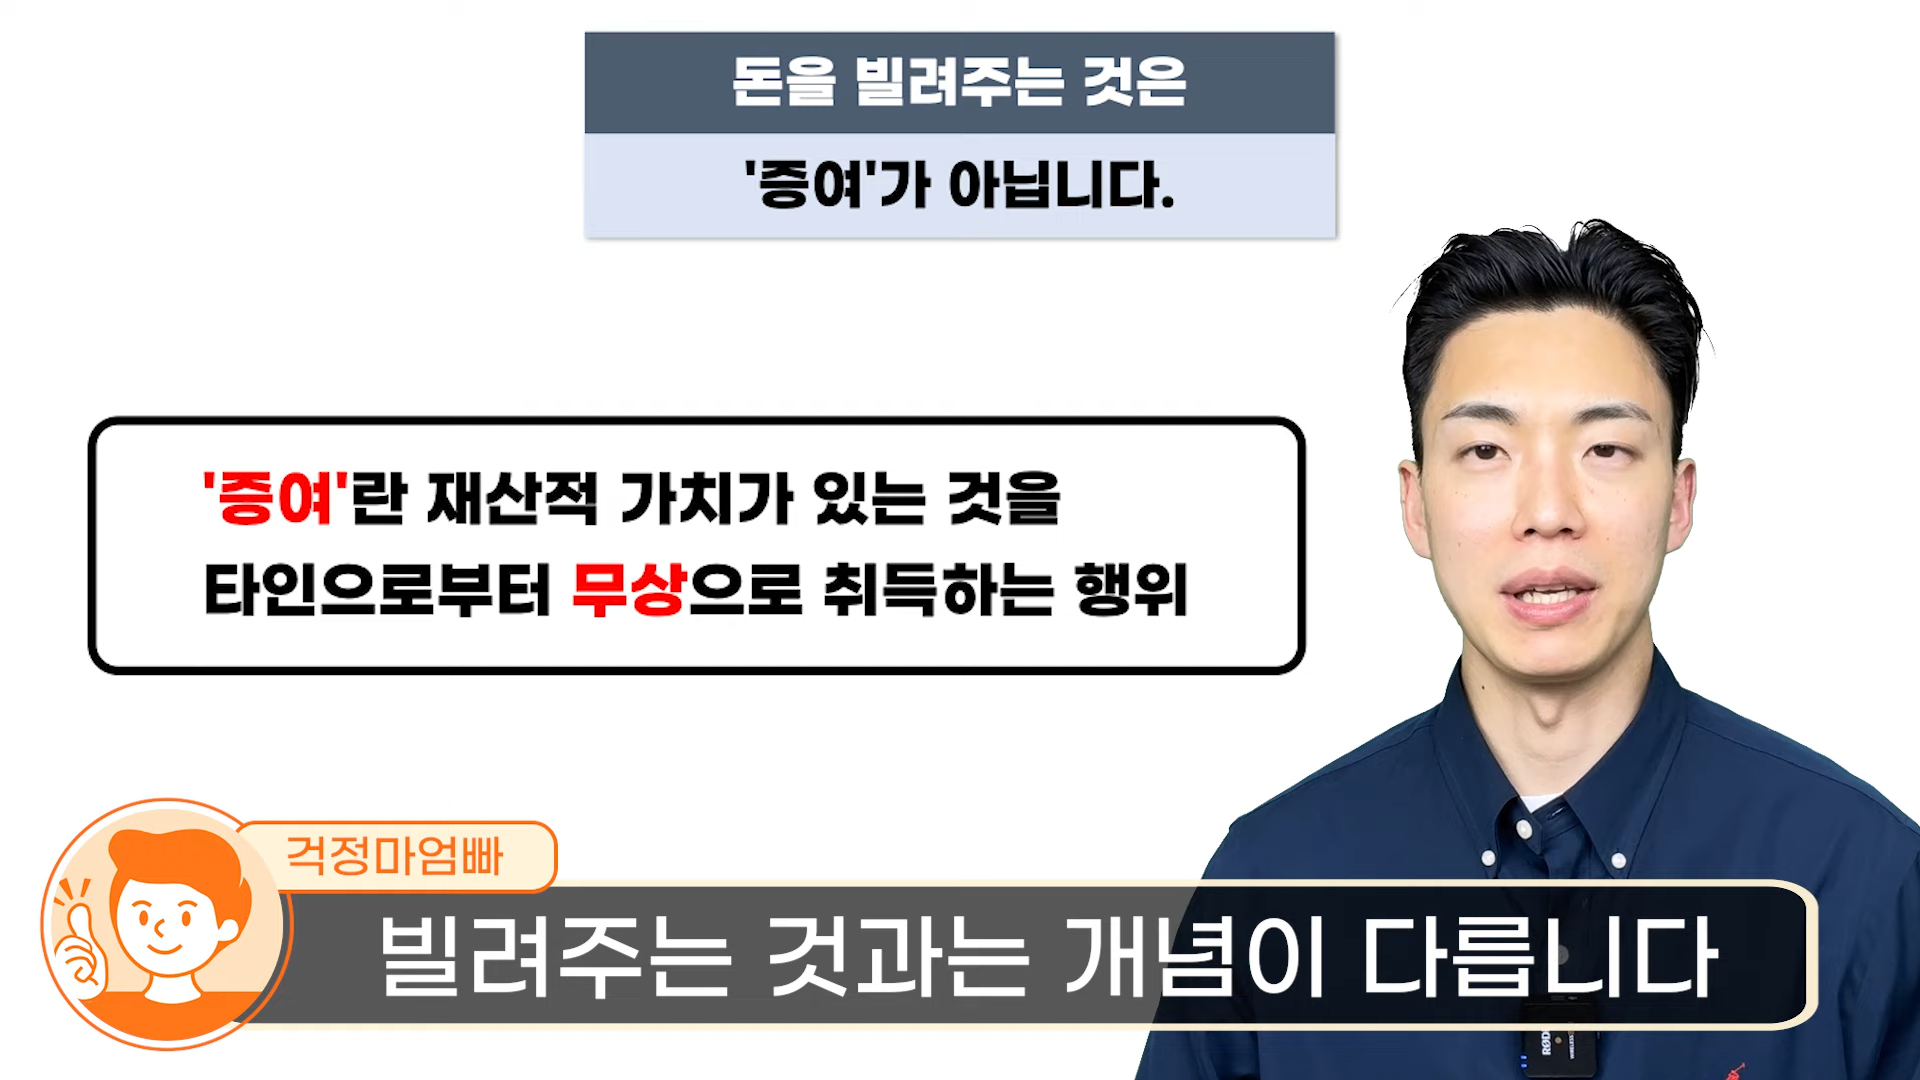 돈을 빌려주는 것은
'증여'가 아닙니다.
'증여'란 재산적 가치가 있는 것을
타인으로부터 무상으로 취득하는 행위
걱정마엄빠
빌려주는 것과는 개념이 다릅니다
RØDE
WIRELESS